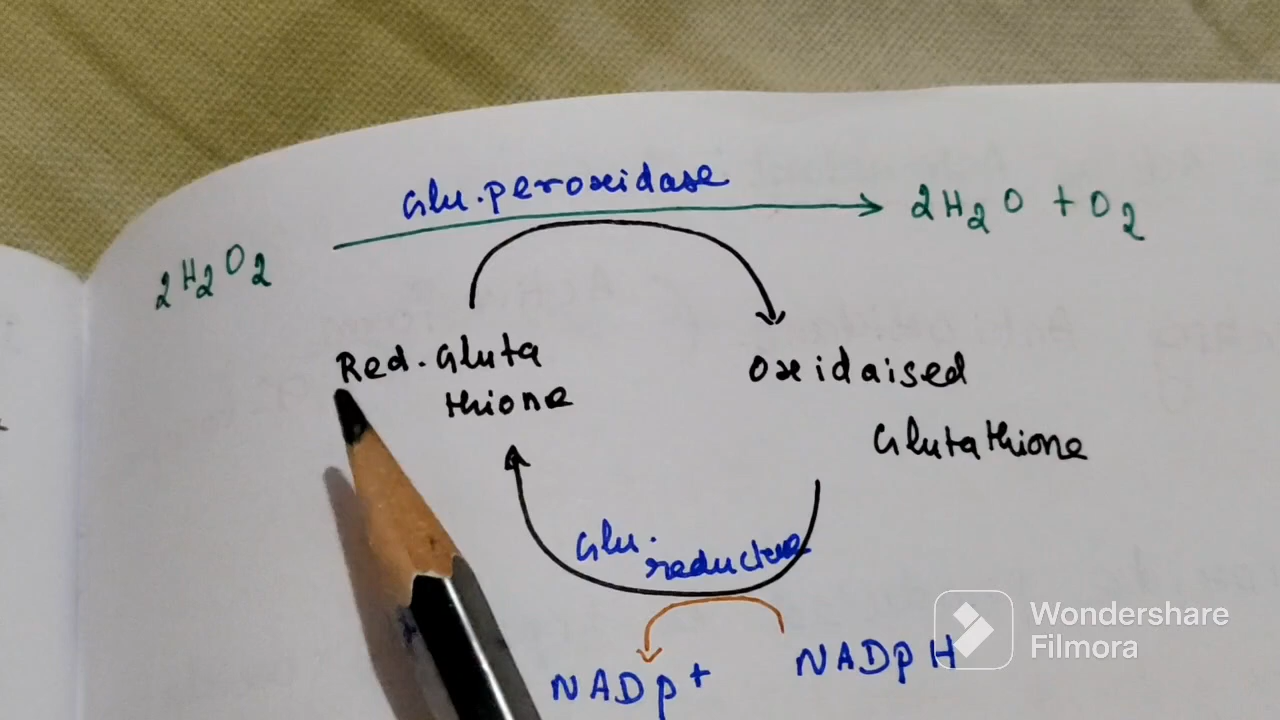 Glu. peroxidase
2H2O2
2H2O + O2
Red. Gluta
thione
Oxidaised
Glutathione
Glu.
reductase
NADP+
NADPH
Wondershare
Filmora